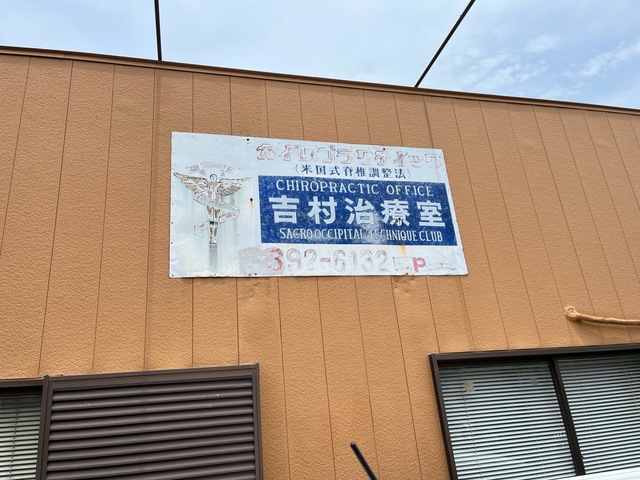 カイロプラクティック
(米国式脊椎調整法)
CHIROPRACTIC OFFICE
吉村治療室
SACRO OCCIPITAL TECHNIQUE CLUB
392-6132 P